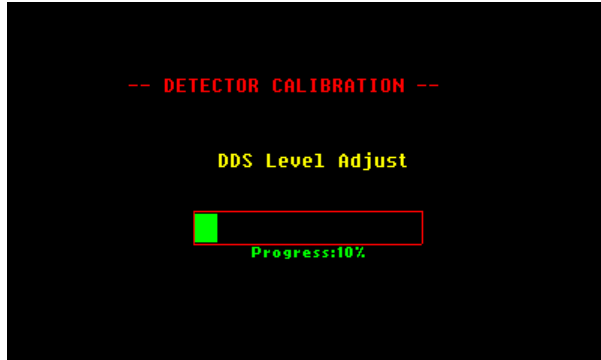 -- DETECTOR CALIBRATION --
DDS Level Adjust
Progress:10%